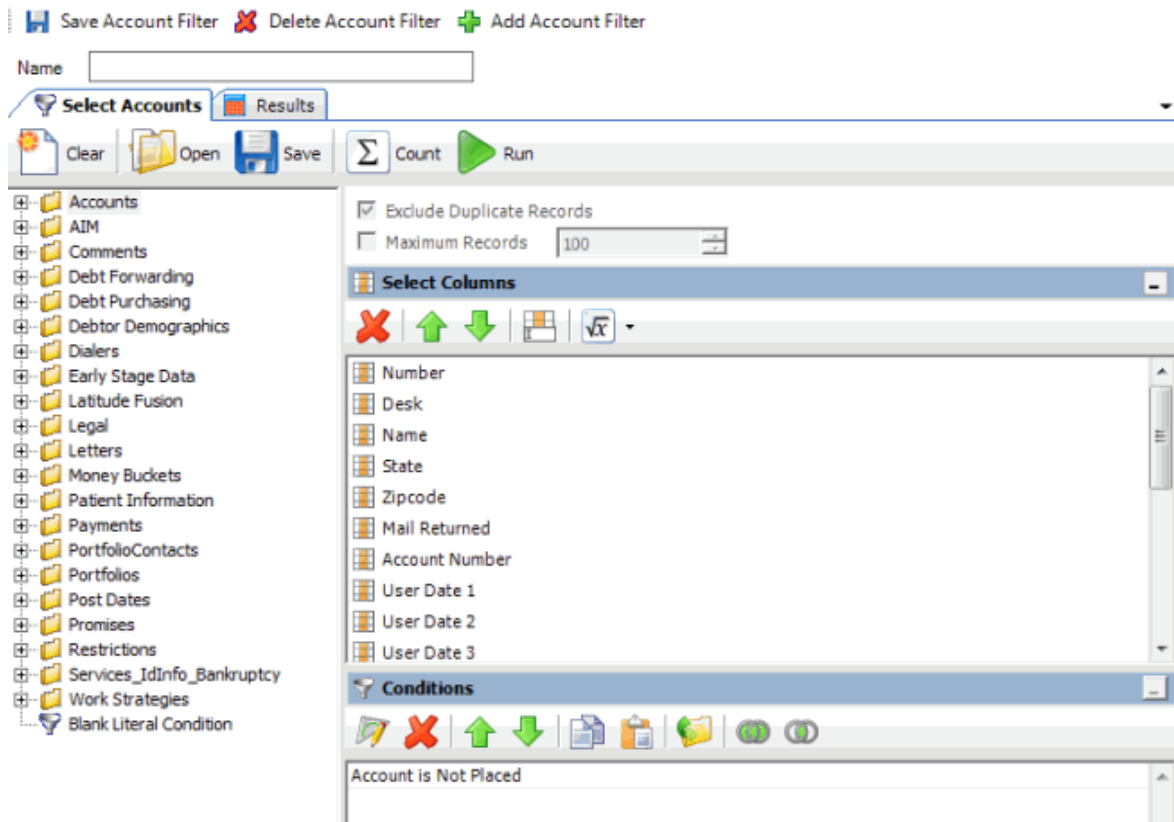 Save Account Filter Delete Account Filter Add Account Filter
Name
Select Accounts Results
Clear Open Save Σ Count Run
Accounts
AIM
Comments
Debt Forwarding
Debt Purchasing
Debtor Demographics
Dialers
Early Stage Data
Latitude Fusion
Legal
Letters
Money Buckets
Patient Information
Payments
PortfolioContacts
Portfolios
Post Dates
Promises
Restrictions
Services_IdInfo_Bankruptcy
Work Strategies
Blank Literal Condition
Exclude Duplicate Records
Maximum Records 100
Select Columns
√x
Number
Desk
Name
State
Zipcode
Mail Returned
Account Number
User Date 1
User Date 2
User Date 3
Conditions
Account is Not Placed